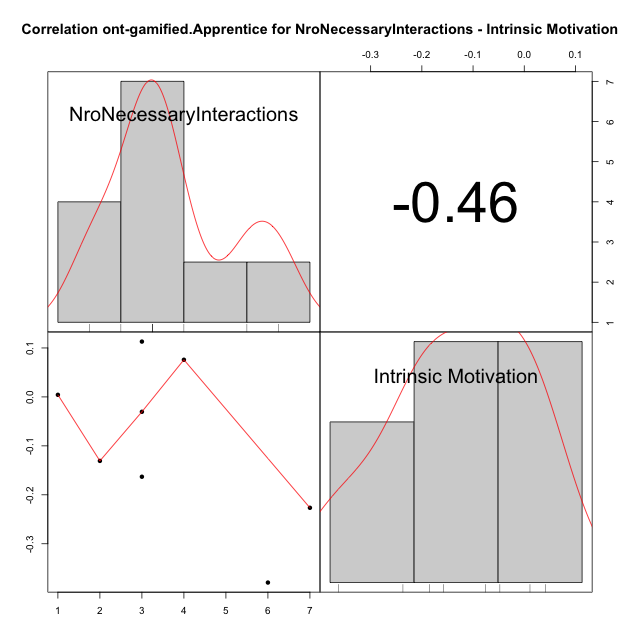 Correlation ont-gamified.Apprentice for NroNecessaryInteractions - Intrinsic Motivation
-0.3 -0.2 -0.1 0.0 0.1
NroNecessaryInteractions
-0.46
7
6
5
4
3
2
1
Intrinsic Motivation
0.1
0.0
-0.1
-0.2
-0.3
1 2 3 4 5 6 7